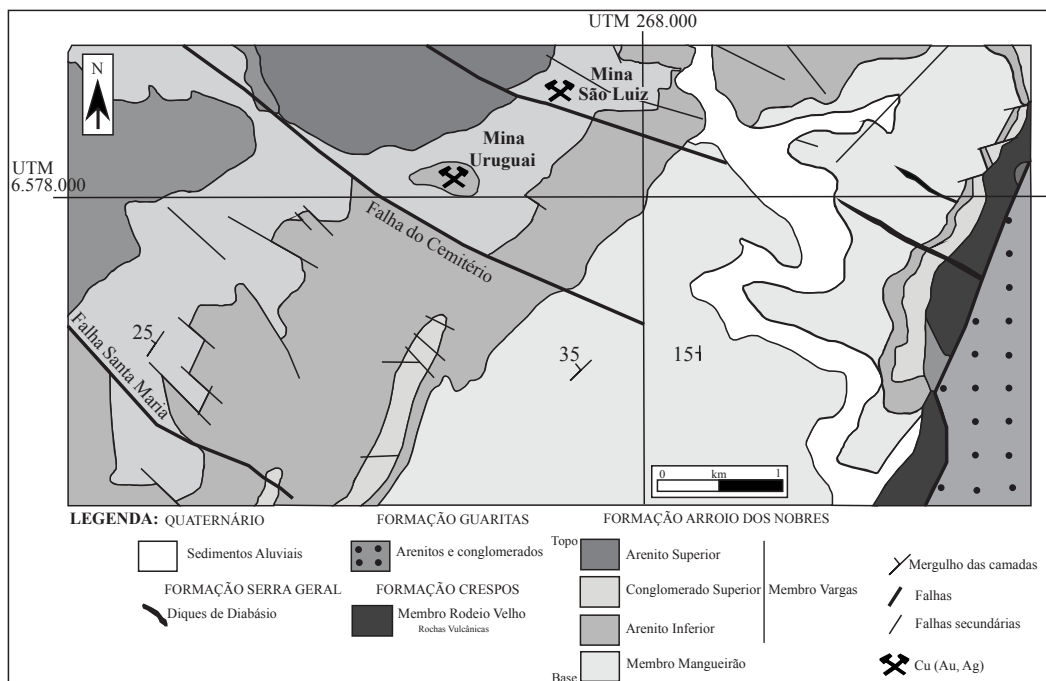 UTM 268.000
N
Mina
São Luiz
Mina
Uruguai
UTM
6.578.000
Falha do Cemitério
Falha Santa Maria
25
35
15
0 km 1
LEGENDA: QUATERNÁRIO
Sedimentos Aluviais
FORMAÇÃO SERRA GERAL
Diques de Diabásio
FORMAÇÃO GUARITAS
Arenitos e conglomerados
FORMAÇÃO CRESPOS
Membro Rodeio Velho
Rochas Vulcânicas
FORMAÇÃO ARROIO DOS NOBRES
Topo
Arenito Superior
Conglomerado Superior
Membro Vargas
Arenito Inferior
Membro Mangueirão
Base
Mergulho das camadas
Falhas
Falhas secundárias
Cu (Au, Ag)